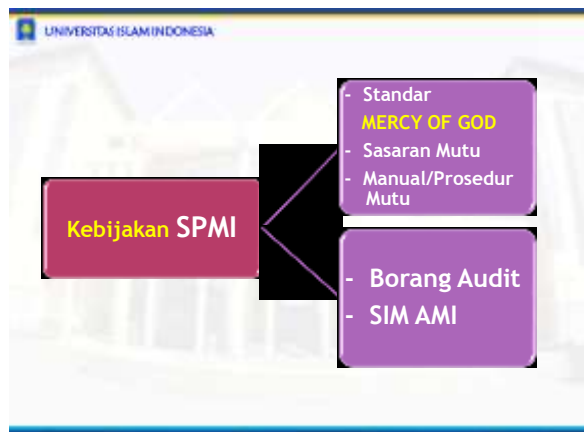 UNIVERSITAS ISLAM INDONESIA
- Standar
MERCY OF GOD
- Sasaran Mutu
- Manual/Prosedur
Mutu
Kebijakan SPMI
- Borang Audit
- SIM AMI